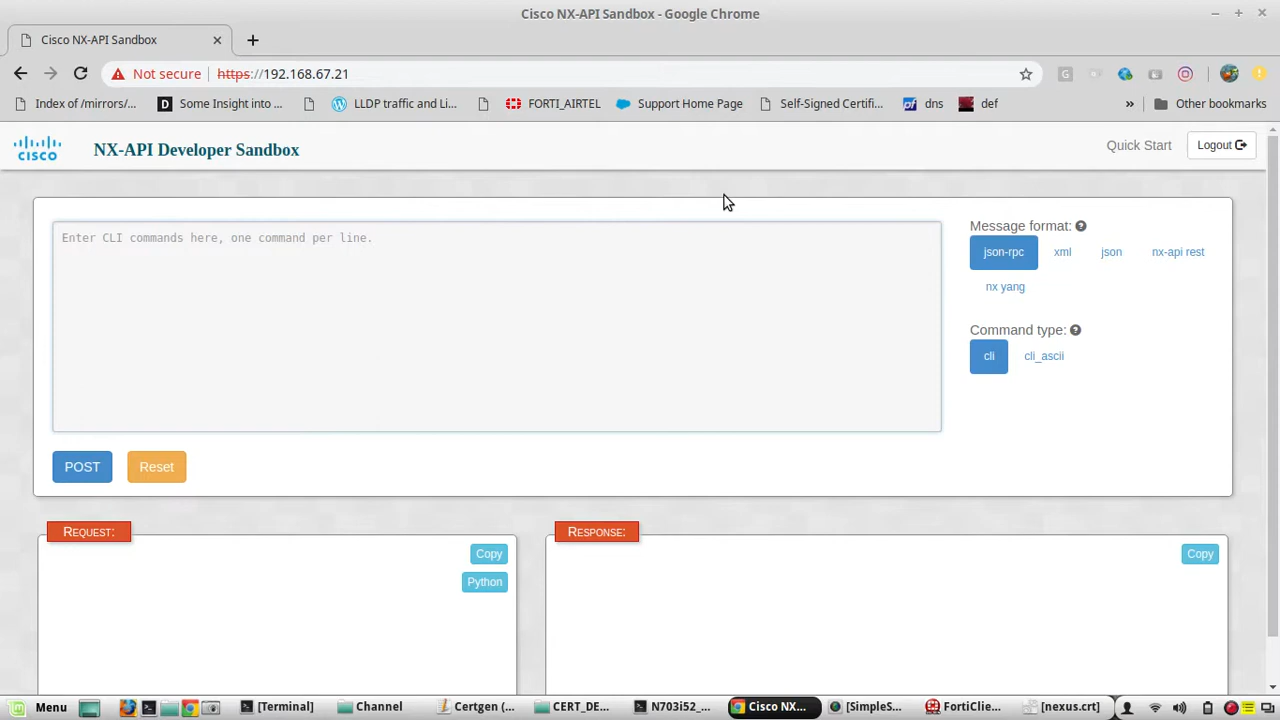 Cisco NX-API Sandbox - Google Chrome
Cisco NX-API Sandbox
Not secure https://192.168.67.21
Index of/mirrors/... Some Insight into ... LLDP traffic and Li... FORTI_AIRTEL Support Home Page Self-Signed Certifi... dns def » Other bookmarks
CISCO NX-API Developer Sandbox Quick Start Logout
Enter CLI commands here, one command per line.
Message format:
json-rpc xml json nx-api rest
nx yang
Command type:
cli cli_ascii
POST Reset
REQUEST: RESPONSE:
Copy Copy
Python
Menu [Terminal] Channel Certgen (... CERT_DE... N703i52_... Cisco NX... [SimpleS... FortiClie... [nexus.crt]